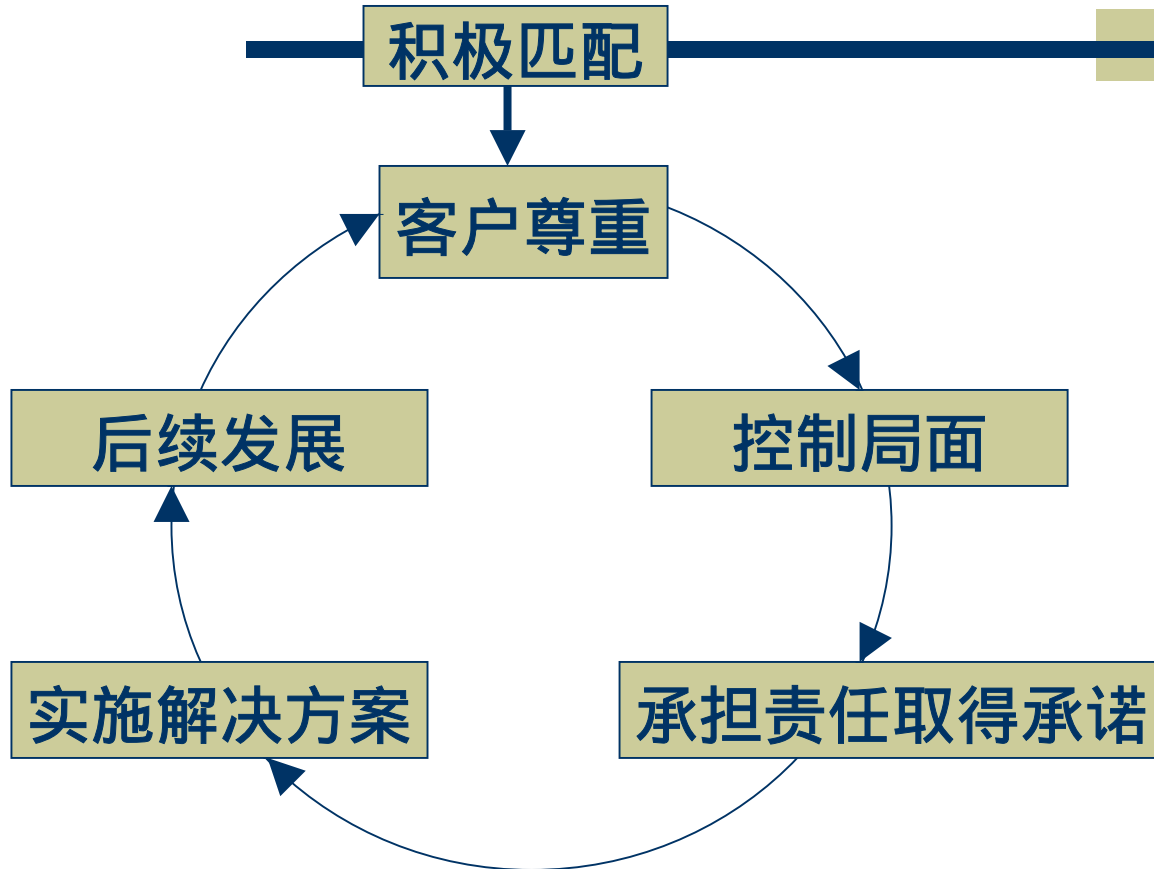 积极匹配
客户尊重
后续发展
控制局面
实施解决方案
承担责任取得承诺